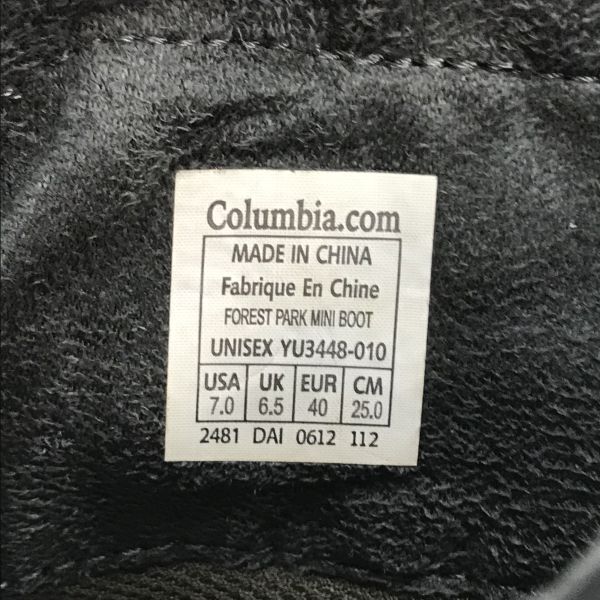 Columbia.com
MADE IN CHINA
Fabrique En Chine
FOREST PARK MINI BOOT
UNISEX YU3448-010
USA UK EUR CM
7.0 6.5 40 25.0
2481 DAI 0612 112